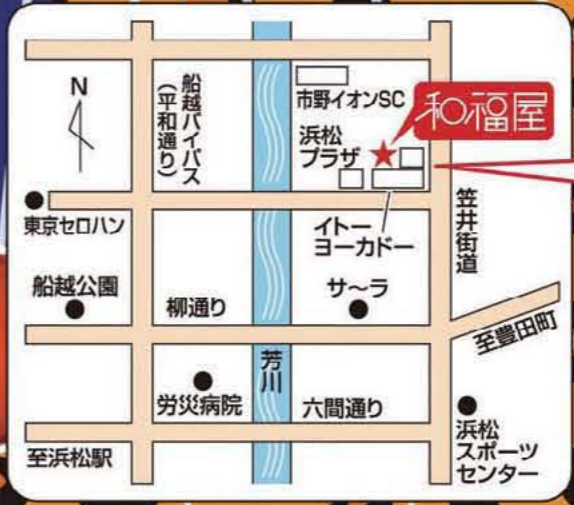 N
船越バイパス
(平和通り)
市野イオンSC
和福屋
浜松
プラザ
東京セロハン
イトー
ヨーカドー
笠井街道
船越公園
柳通り
サ〜ラ
至豊田町
芳川
労災病院
六間通り
至浜松駅
浜松
スポーツ
センター